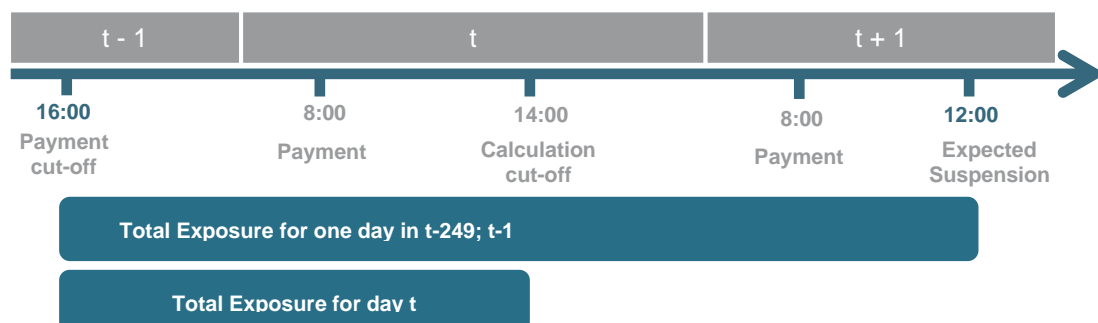 t - 1
t
t + 1
16:00
8:00
14:00
8:00
12:00
Payment
cut-off
Payment
Calculation
cut-off
Payment
Expected
Suspension
Total Exposure for one day in t-249; t-1
Total Exposure for day t